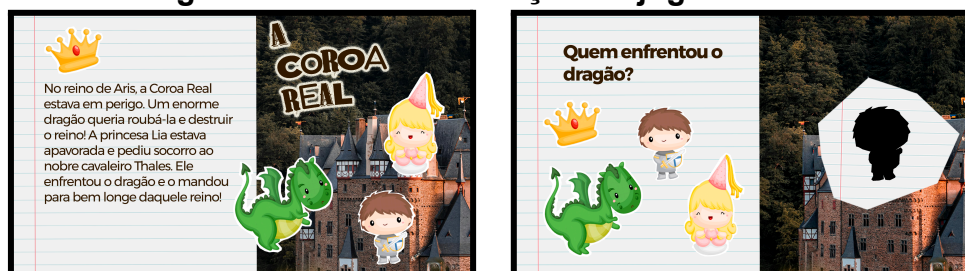 A
COROA
REAL
No reino de Aris, a Coroa Real
estava em perigo. Um enorme
dragão queria roubá-la e destruir
o reino! A princesa Lia estava
apavorada e pediu socorro ao
nobre cavaleiro Thales. Ele
enfrentou o dragão e o mandou
para bem longe daquele reino!
Quem enfrentou o
dragão?